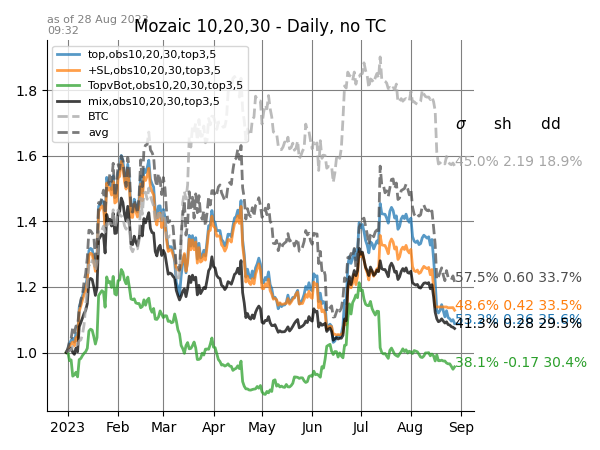 as of 28 Aug 2023
09:32
Mozaic 10,20,30 - Daily, no TC
top,obs10,20,30,top3,5
+SL,obs10,20,30,top3,5
TopvBot,obs10,20,30,top3,5
mix,obs10,20,30,top3,5
BTC
avg
σ sh dd
45.0% 2.19 18.9%
57.5% 0.60 33.7%
48.6% 0.42 33.5%
41.3% 0.28 29.5%
38.1% -0.17 30.4%
1.8
1.6
1.4
1.2
1.0
2023 Feb Mar Apr May Jun Jul Aug Sep